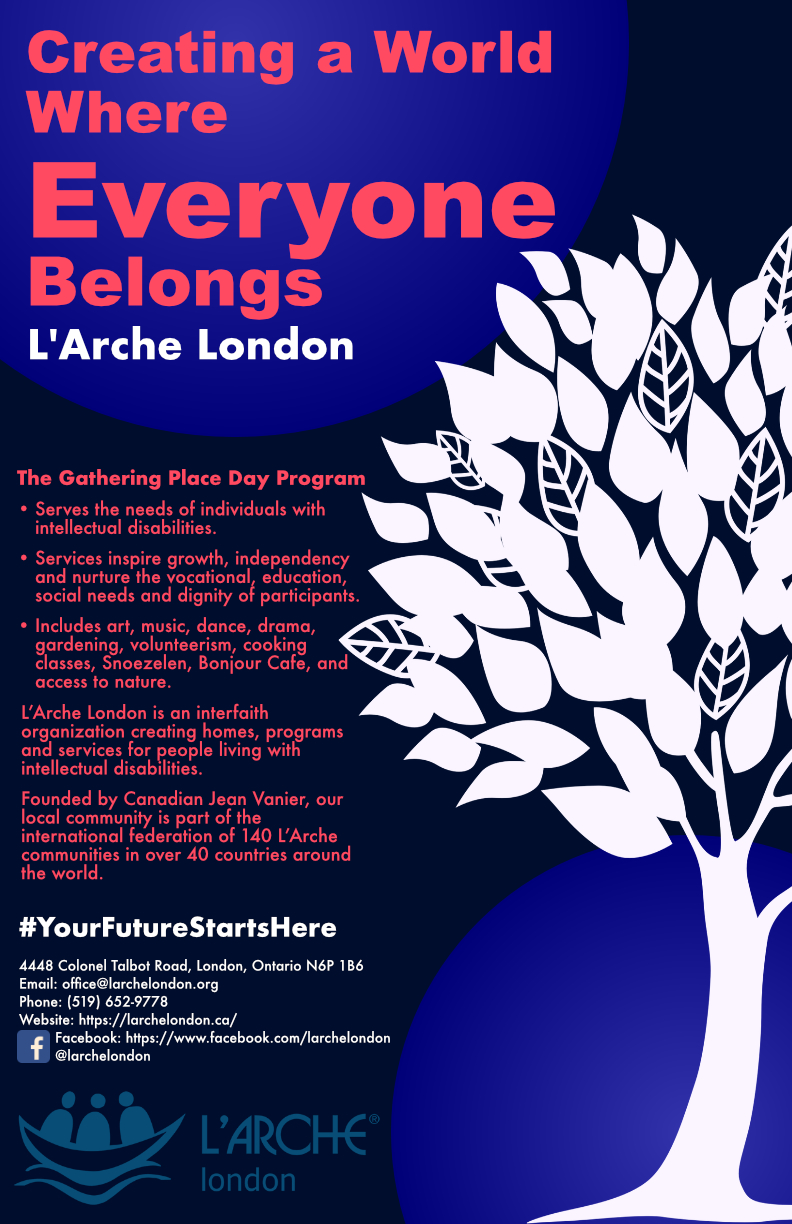 Creating a World
Where
Everyone
Belongs
L'Arche London
The Gathering Place Day Program
• Serves the needs of individuals with
intellectual disabilities.
• Services inspire growth, independency
and nurture the vocational, education,
social needs and dignity of participants.
• Includes art, music, dance, drama,
gardening, volunteerism, cooking
classes, Snoezelen, Bonjour Cafe, and
access to nature.
L’Arche London is an interfaith
organization creating homes, programs
and services for people living with
intellectual disabilities.
Founded by Canadian Jean Vanier, our
local community is part of the
international federation of 140 L’Arche
communities in over 40 countries around
the world.
#YourFutureStartsHere
4448 Colonel Talbot Road, London, Ontario N6P 1B6
Email: office@larchelondon.org
Phone: (519) 652-9778
Website: https://larchelondon.ca/
f Facebook: https://www.facebook.com/larchelondon
@larchelondon
L’ARCHE®
london